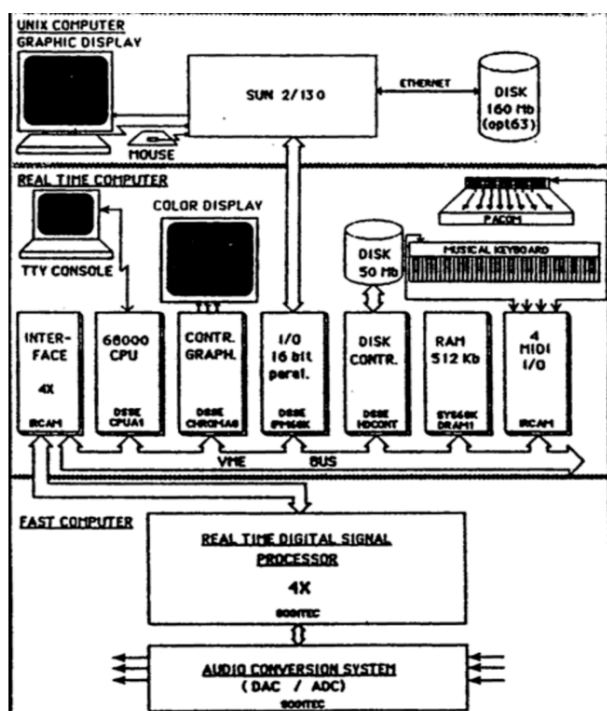 UNIX COMPUTER
GRAPHIC DISPLAY
SUN 2/130
ETHERNET
DISK
160 Mb
(opt63)
MOUSE
REAL TIME COMPUTER
COLOR DISPLAY
PACOM
TTY CONSOLE
DISK
50 Mb
MUSICAL KEYBOARD
INTER-
FACE
4X
IRCAM
68000
CPU
DSSE
CPUA1
CONTR.
GRAPH.
DSSE
I/O
16 bit
paral.
DSSE
DISK
CONTR.
DSSE
HDCONT
RAM
512 Kb
SYS68K
DRAM1
4
MIDI
I/O
IRCAM
VME BUS
FAST COMPUTER
REAL TIME DIGITAL SIGNAL
PROCESSOR
4X
SOGITEC
AUDIO CONVERSION SYSTEM
(DAC / ADC)
SOGITEC